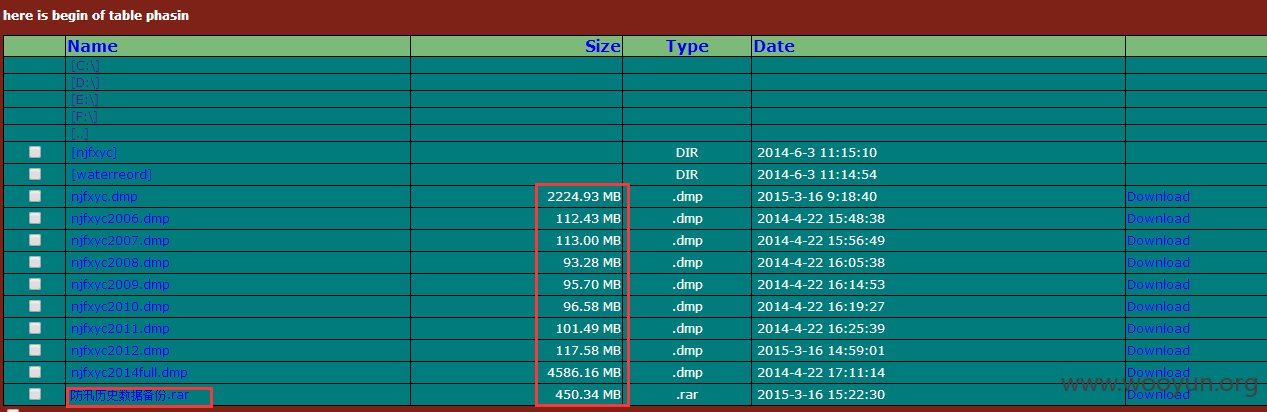 here is begin of table phasin
Name Size Type Date
[C:\]
[D:\]
[E:\]
[F:\]
[..]
[njfxyc] DIR 2014-6-3 11:15:10
[waterreord] DIR 2014-6-3 11:14:54
njfxyc.dmp 2224.93 MB .dmp 2015-3-16 9:18:40 Download
njfxyc2006.dmp 112.43 MB .dmp 2014-4-22 15:48:38 Download
njfxyc2007.dmp 113.00 MB .dmp 2014-4-22 15:56:49 Download
njfxyc2008.dmp 93.28 MB .dmp 2014-4-22 16:05:38 Download
njfxyc2009.dmp 95.70 MB .dmp 2014-4-22 16:14:53 Download
njfxyc2010.dmp 96.58 MB .dmp 2014-4-22 16:19:27 Download
njfxyc2011.dmp 101.49 MB .dmp 2014-4-22 16:25:39 Download
njfxyc2012.dmp 117.58 MB .dmp 2015-3-16 14:59:01 Download
njfxyc2014full.dmp 4586.16 MB .dmp 2014-4-22 17:11:14 Download
防汛历史数据备份.rar 450.34 MB .rar 2015-3-16 15:22:30 Download
www.wooyun.org